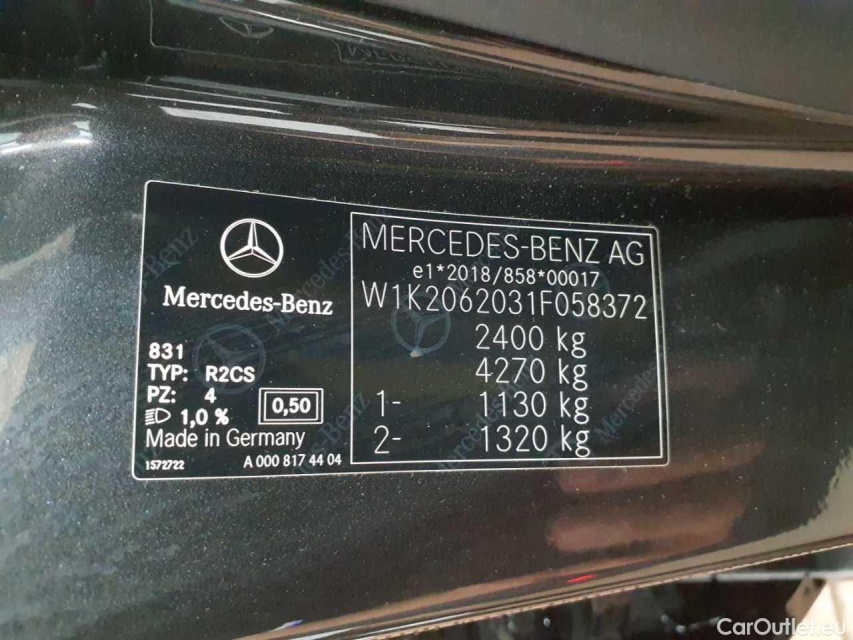 Mercedes-Benz
831
TYP: R2CS
PZ: 4
1,0 %
0,50
Made in Germany
1572722
A 000 817 44 04
MERCEDES-BENZ AG
e1*2018/858*00017
W1K2062031F058372
2400 kg
4270 kg
1- 1130 kg
2- 1320 kg
CarOutlet.eu